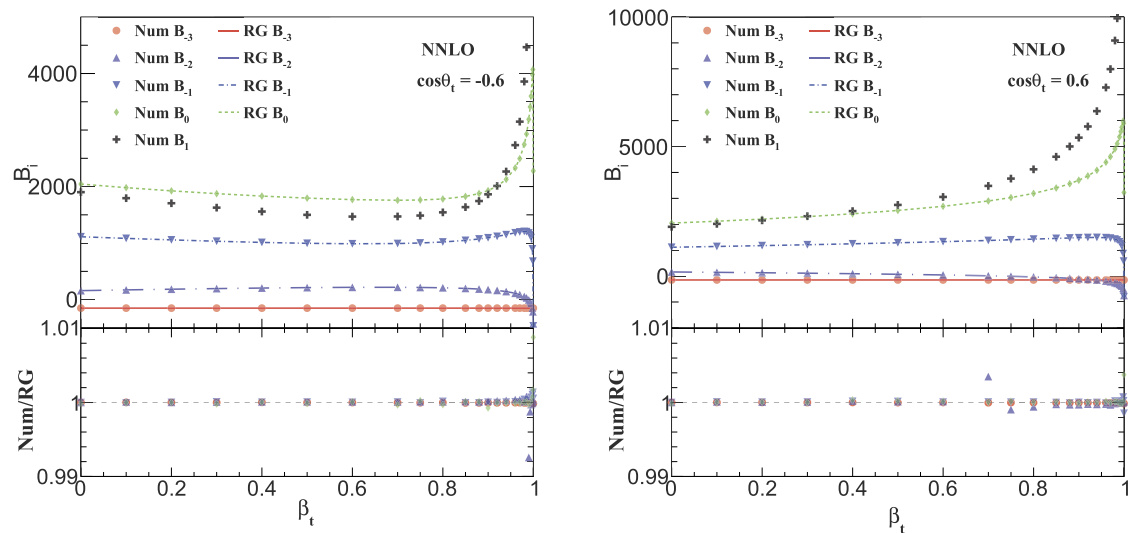 Num B-3 RG B-3 NNLO
Num B-2 RG B-2 cosθt = -0.6
Num B-1 RG B-1
Num B0 RG B0
Num B1
Bi
4000
2000
0
1.01
1
0.99
Num/RG
0 0.2 0.4 0.6 0.8 1
βt
10000
Num B-3 RG B-3 NNLO
Num B-2 RG B-2 cosθt = 0.6
Num B-1 RG B-1
Num B0 RG B0
Num B1
Bi
5000
0
1.01
1
0.99
Num/RG
0 0.2 0.4 0.6 0.8 1
βt